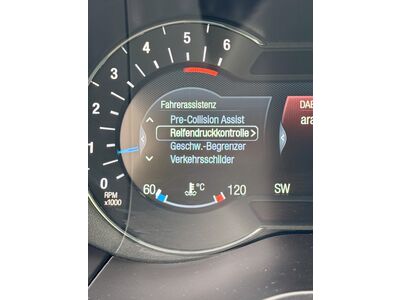 6
5
4
3
2
1
0
RPM
x1000
Fahrerassistenz
Pre-Collision Assist
Reifendruckkontrolle
Geschw.-Begrenzer
Verkehrsschilder
60 °C 120
SW
DAB
ara